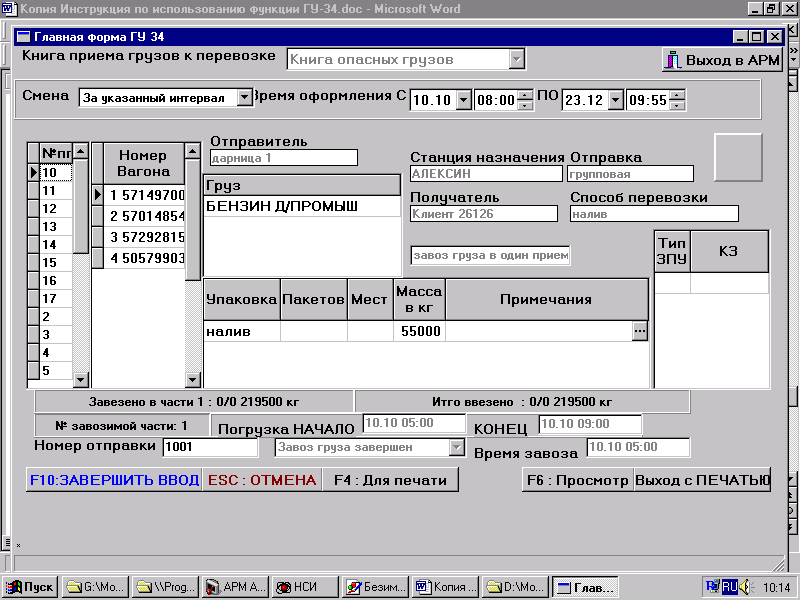 Копия Инструкция по использованию функции ГУ-34.doc - Microsoft Word
Главная форма ГУ 34
Книга приема грузов к перевозке
Книга опасных грузов
Выход в АРМ
Смена
За указанный интервал
Время оформления С
10.10
08:00
ПО
23.12
09:55
№пп
10
11
12
13
14
15
16
17
2
3
4
5
Номер
Вагона
1 57149700
2 57014854
3 57292815
4 50579903
Отправитель
дарница 1
Груз
БЕНЗИН Д/ПРОМЫШ
Станция назначения
АЛЕКСИН
Отправка
групповая
Получатель
Клиент 26126
Способ перевозки
налив
завоз груза в один прием
Тип
ЗПУ
КЗ
Упаковка
Пакетов
Мест
Масса
в кг
Примечания
налив
55000
...
Завезено в части 1 : 0/0 219500 кг
Итго ввезено : 0/0 219500 кг
№ завозимой части: 1
Погрузка НАЧАЛО
10.10 05:00
КОНЕЦ
10.10 09:00
Номер отправки
1001
Завоз груза завершен
Время завоза
10.10 05:00
F10:ЗАВЕРШИТЬ ВВОД
ESC : ОТМЕНА
F4 : Для печати
F6 : Просмотр
Выход с ПЕЧАТЬЮ
Пуск
G:\Mo...
\\Prog...
АРМ А...
НСИ
Безим...
Копия ...
D:\Mo...
Глав...
RU
10:14